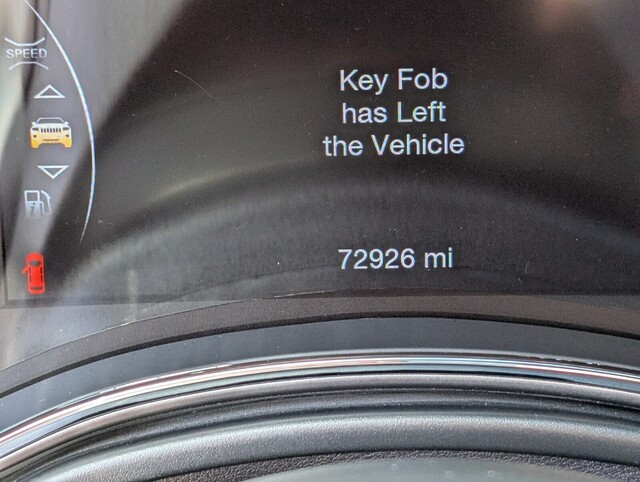 SPEED
Key Fob
has Left
the Vehicle
72926 mi